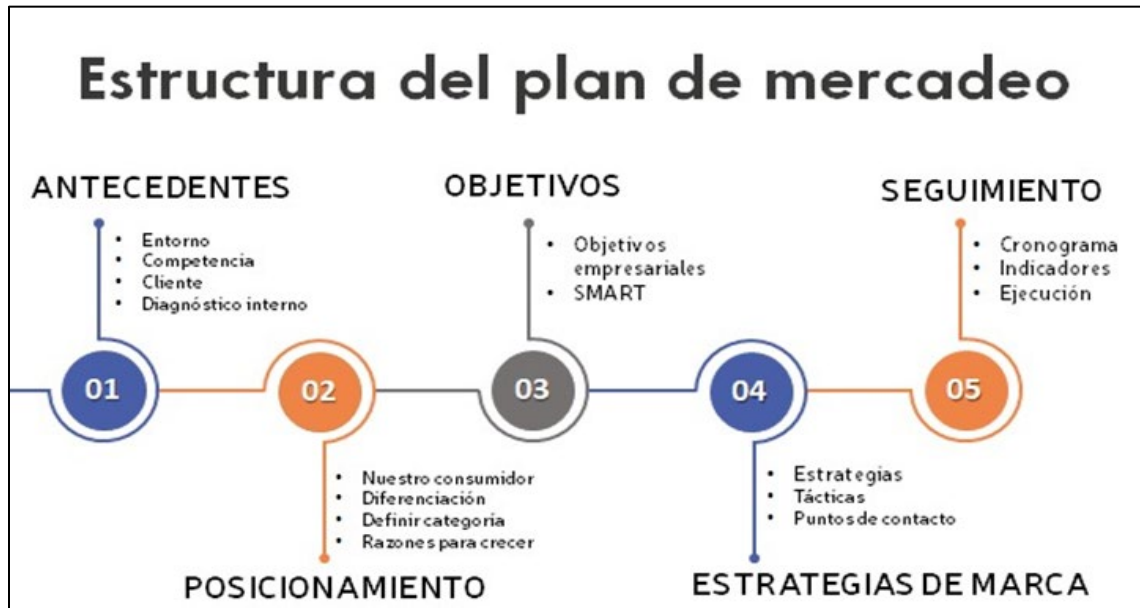 Estructura del plan de mercadeo
ANTECEDENTES
• Entorno
• Competencia
• Cliente
• Diagnóstico interno
01
02
• Nuestro consumidor
• Diferenciación
• Definir categoría
• Razones para crecer
POSICIONAMIENTO
OBJETIVOS
• Objetivos
empresariales
• SMART
03
04
• Estrategias
• Tácticas
• Puntos de contacto
ESTRATEGIAS DE MARCA
SEGUIMIENTO
• Cronograma
• Indicadores
• Ejecución
05